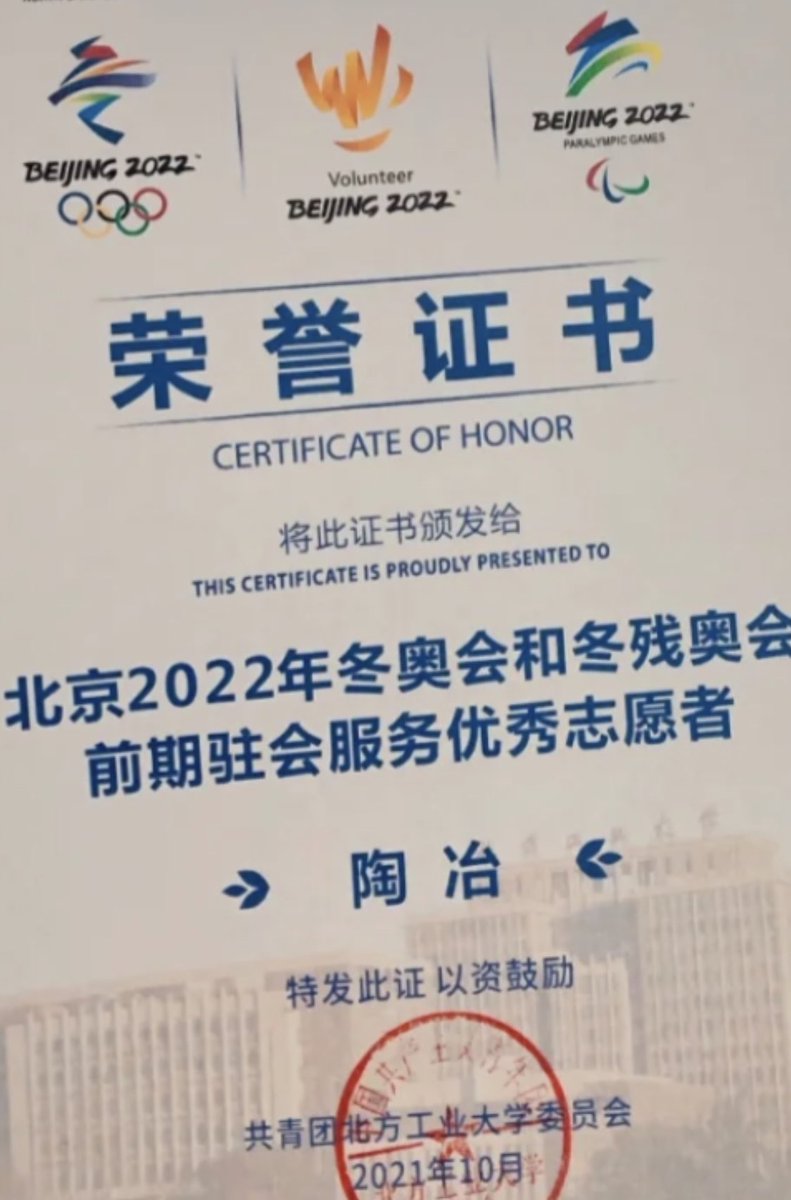 BEIJING 2022™
Volunteer
BEIJING 2022™
BEIJING 2022™
PARALYMPIC GAMES
荣誉证书
CERTIFICATE OF HONOR
将此证书颁发给
THIS CERTIFICATE IS PROUDLY PRESENTED TO
北京2022年冬奥会和冬残奥会
前期驻会服务优秀志愿者
陶冶
特发此证 以资鼓励
共青团北方工业大学委员会
2021年10月